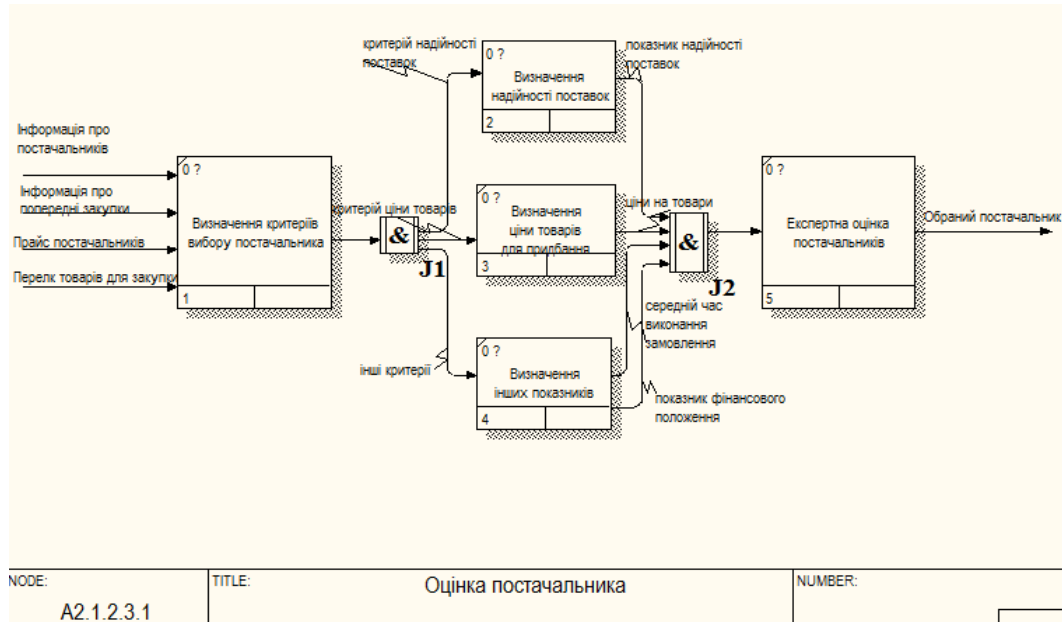 критерій надійності
поставок
0 ?
Визначення
надійності поставок
2
показник надійності
поставок
Інформація про
постачальників
Інформація про
попередні закупки
Прайс постачальників
Перелк товарів для закупки
0 ?
Визначення критеріїв
вибору постачальника
1
критерій ціни товарів
&
J1
0 ?
Визначення
ціни товарів
для придбання
3
ціни на товари
&
J2
0 ?
Експертна оцінка
постачальників
5
Обраний постачальник
інші критерії
0 ?
Визначення
інших показників
4
середній час
виконання
замовлення
показник фінансового
положення
NODE:
A2.1.2.3.1
TITLE:
Оцінка постачальника
NUMBER: